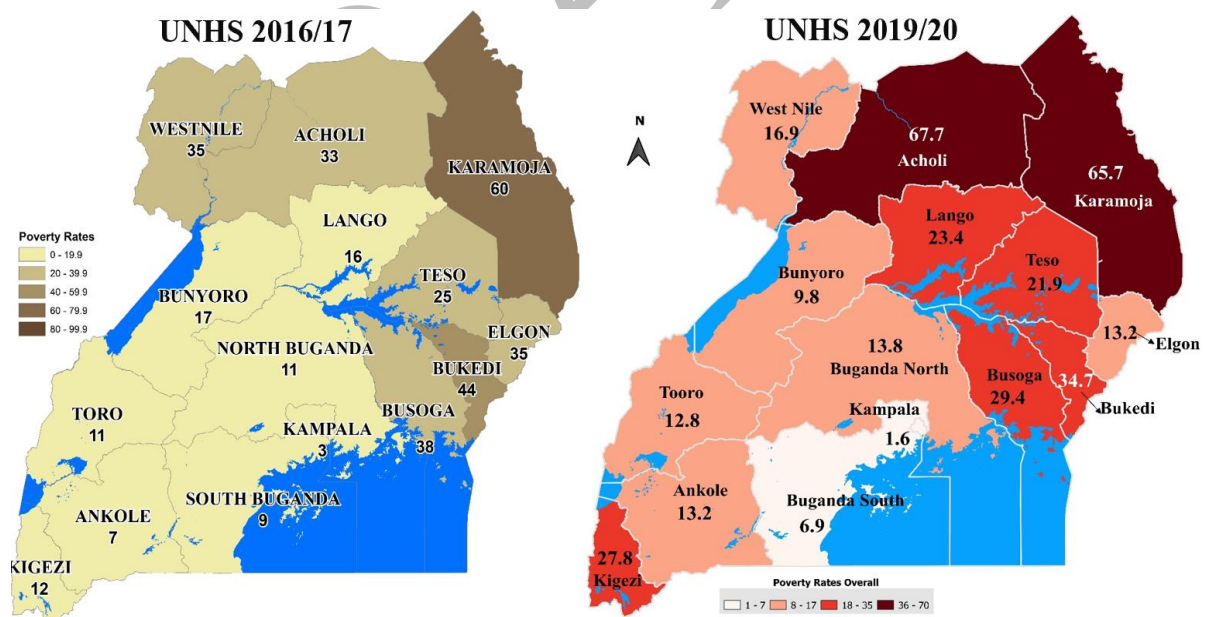 UNHS 2016/17
WESTNILE
35
ACHOLI
33
KARAMOJA
60
LANGO
16
TESO
25
BUNYORO
17
ELGON
35
NORTH BUGANDA
11
BUKEDI
44
TORO
11
BUSOGA
38
KAMPALA
3
SOUTH BUGANDA
9
ANKOLE
7
KIGEZI
12
Poverty Rates
0 - 19.9
20 - 39.9
40 - 59.9
60 - 79.9
80 - 99.9
UNHS 2019/20
N
West Nile
16.9
67.7
Acholi
65.7
Karamoja
Lango
23.4
Teso
21.9
Bunyoro
9.8
13.2
Elgon
13.8
Buganda North
Busoga
29.4
34.7
Bukedi
Tooro
12.8
Kampala
1.6
Ankole
13.2
Buganda South
6.9
27.8
Kigezi
Poverty Rates Overall
1 - 7
8 - 17
18 - 35
36 - 70